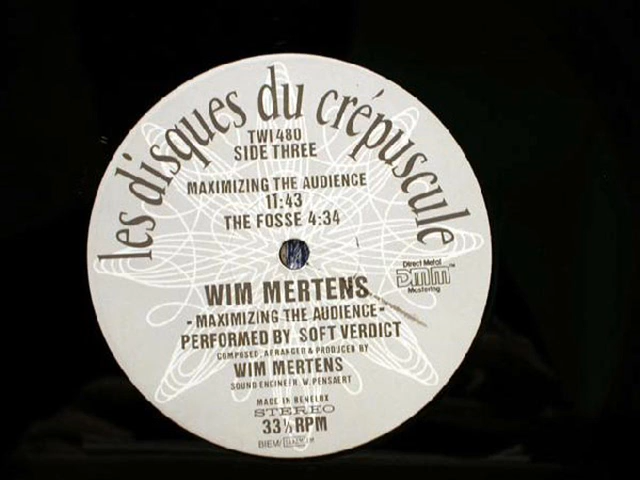 les disques du crépuscule
TWI 480
SIDE THREE
MAXIMIZING THE AUDIENCE
11:43
THE FOSSE 4:34
Direct Metal
DMM™
Mastering
WIM MERTENS
- MAXIMIZING THE AUDIENCE -
PERFORMED BY SOFT VERDICT
COMPOSED, ARRANGED & PRODUCED BY
WIM MERTENS
SOUND ENGINEER W. PENSAERT
MADE IN BENELUX
STEREO
33⅓ RPM
BIEM